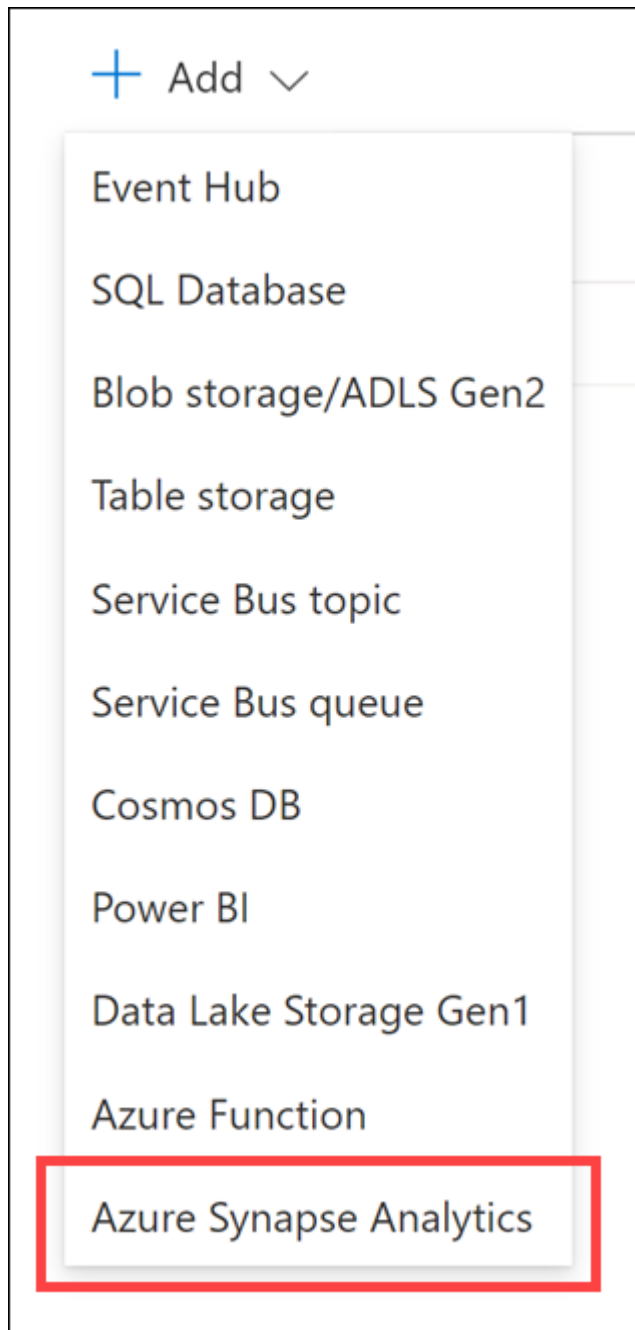 Add
Event Hub
SQL Database
Blob storage/ADLS Gen2
Table storage
Service Bus topic
Service Bus queue
Cosmos DB
Power BI
Data Lake Storage Gen1
Azure Function
Azure Synapse Analytics